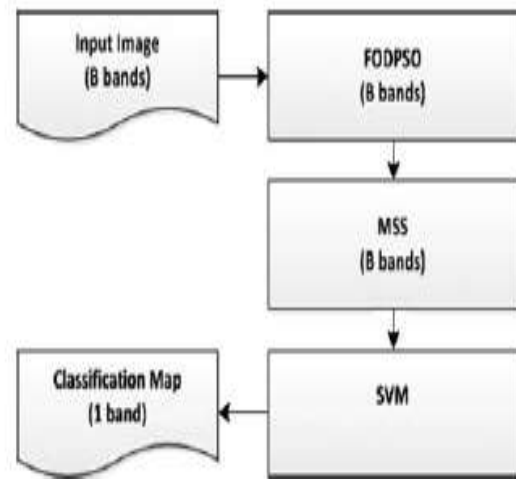 Input Image
(B bands)
FODPSO
(B bands)
MSS
(B bands)
SVM
Classification Map
(1 band)